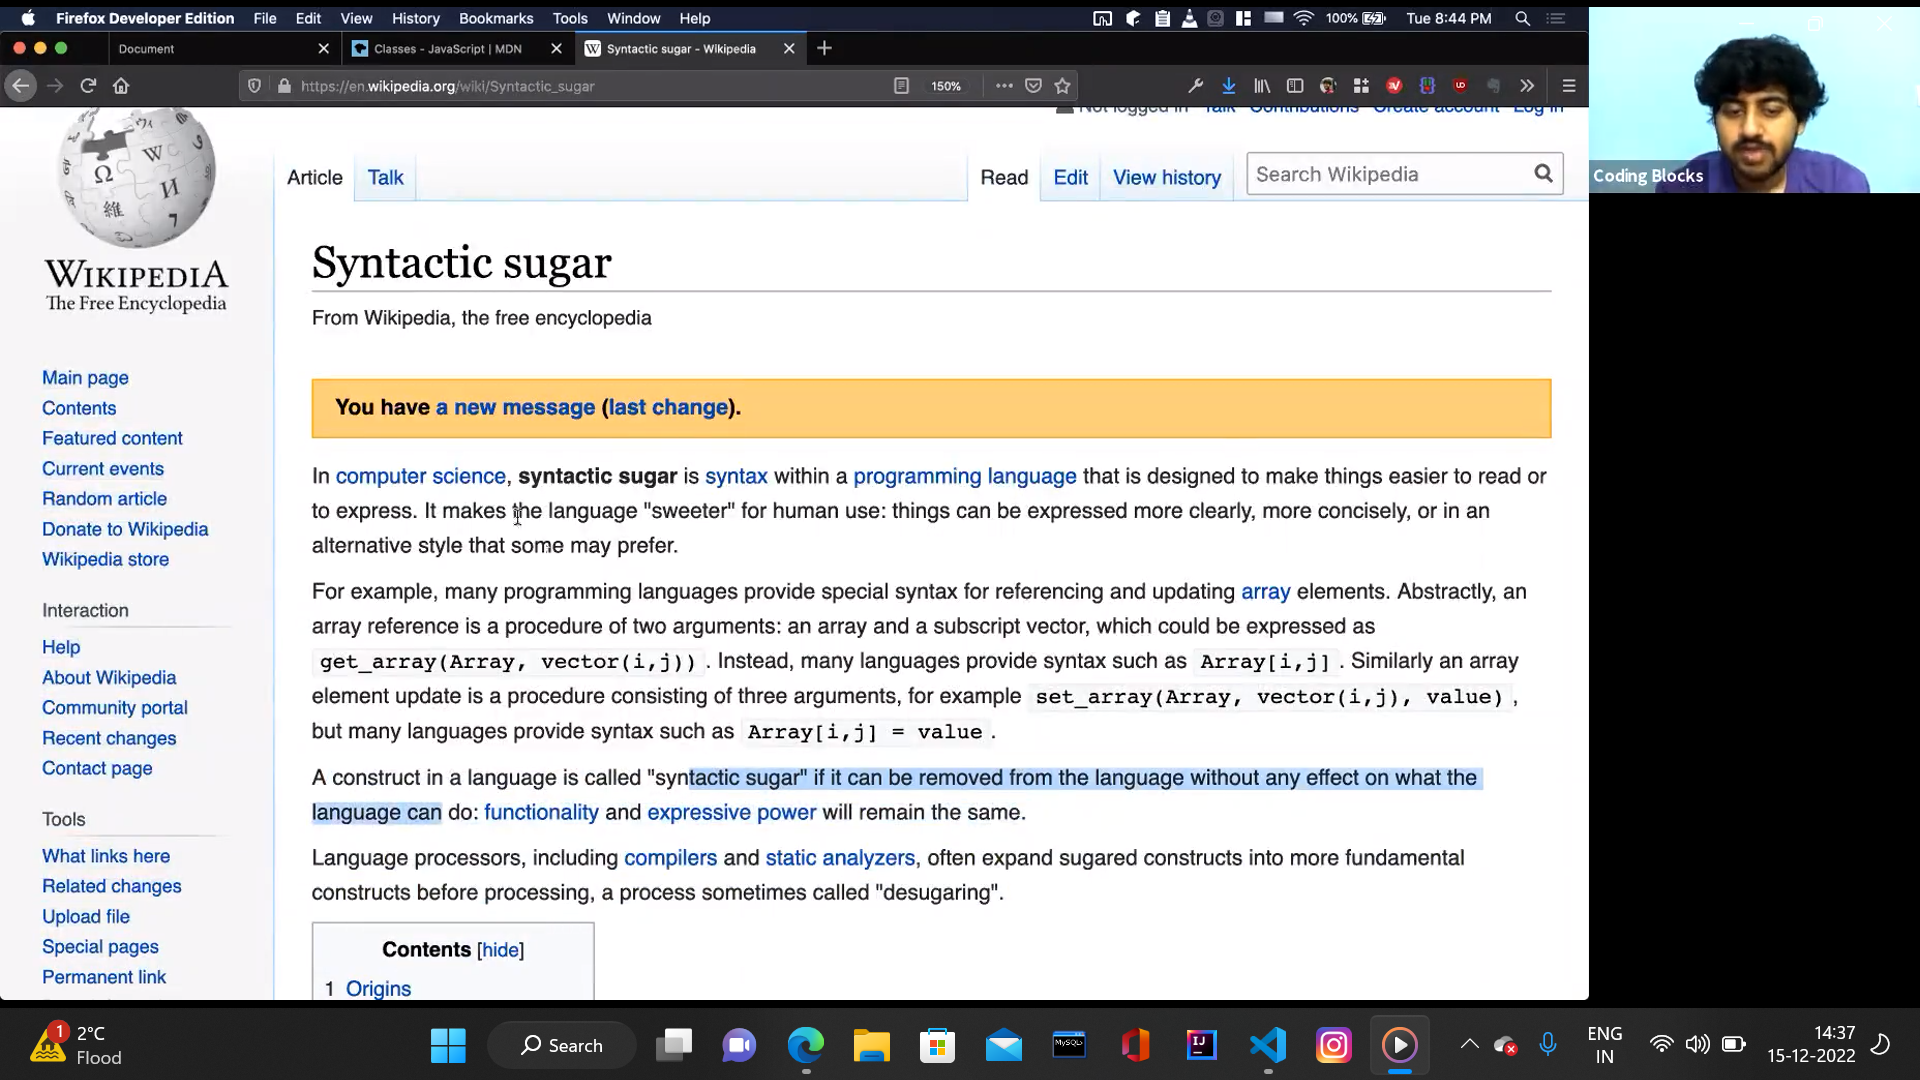 Firefox Developer Edition File Edit View History Bookmarks Tools Window Help 100% Tue 8:44 PM
Document Classes - JavaScript | MDN Syntactic sugar - Wikipedia
https://en.wikipedia.org/wiki/Syntactic_sugar 150%
Coding Blocks
Not logged in Talk Contributions Create account Log in
Article Talk Read Edit View history Search Wikipedia
WIKIPEDIA
The Free Encyclopedia
Main page
Contents
Featured content
Current events
Random article
Donate to Wikipedia
Wikipedia store
Interaction
Help
About Wikipedia
Community portal
Recent changes
Contact page
Tools
What links here
Related changes
Upload file
Special pages
Permanent link
Syntactic sugar
From Wikipedia, the free encyclopedia
You have a new message (last change).
In computer science, syntactic sugar is syntax within a programming language that is designed to make things easier to read or
to express. It makes the language "sweeter" for human use: things can be expressed more clearly, more concisely, or in an
alternative style that some may prefer.
For example, many programming languages provide special syntax for referencing and updating array elements. Abstractly, an
array reference is a procedure of two arguments: an array and a subscript vector, which could be expressed as
get_array(Array, vector(i,j)) . Instead, many languages provide syntax such as Array[i,j] . Similarly an array
element update is a procedure consisting of three arguments, for example set_array(Array, vector(i,j), value) ,
but many languages provide syntax such as Array[i,j] = value .
A construct in a language is called "syntactic sugar" if it can be removed from the language without any effect on what the
language can do: functionality and expressive power will remain the same.
Language processors, including compilers and static analyzers, often expand sugared constructs into more fundamental
constructs before processing, a process sometimes called "desugaring".
Contents [hide]
1 Origins
1 2°C
Flood
Search
MySQL
IJ
ENG
IN
14:37
15-12-2022